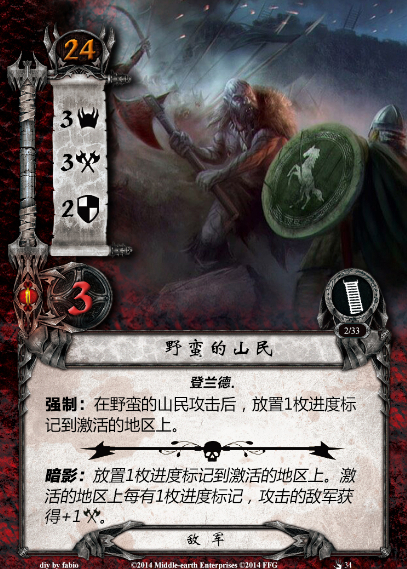 24
3
3
2
3
2/33
野蛮的山民
登兰德.
强制：在野蛮的山民攻击后，放置1枚进度标
记到激活的地区上。
暗影：放置1枚进度标记到激活的地区上。激
活的地区上每有1枚进度标记，攻击的敌军获
得+1。
敌军
diy by fabio ©2014 Middle-earth Enterprises ©2014 FFG 34